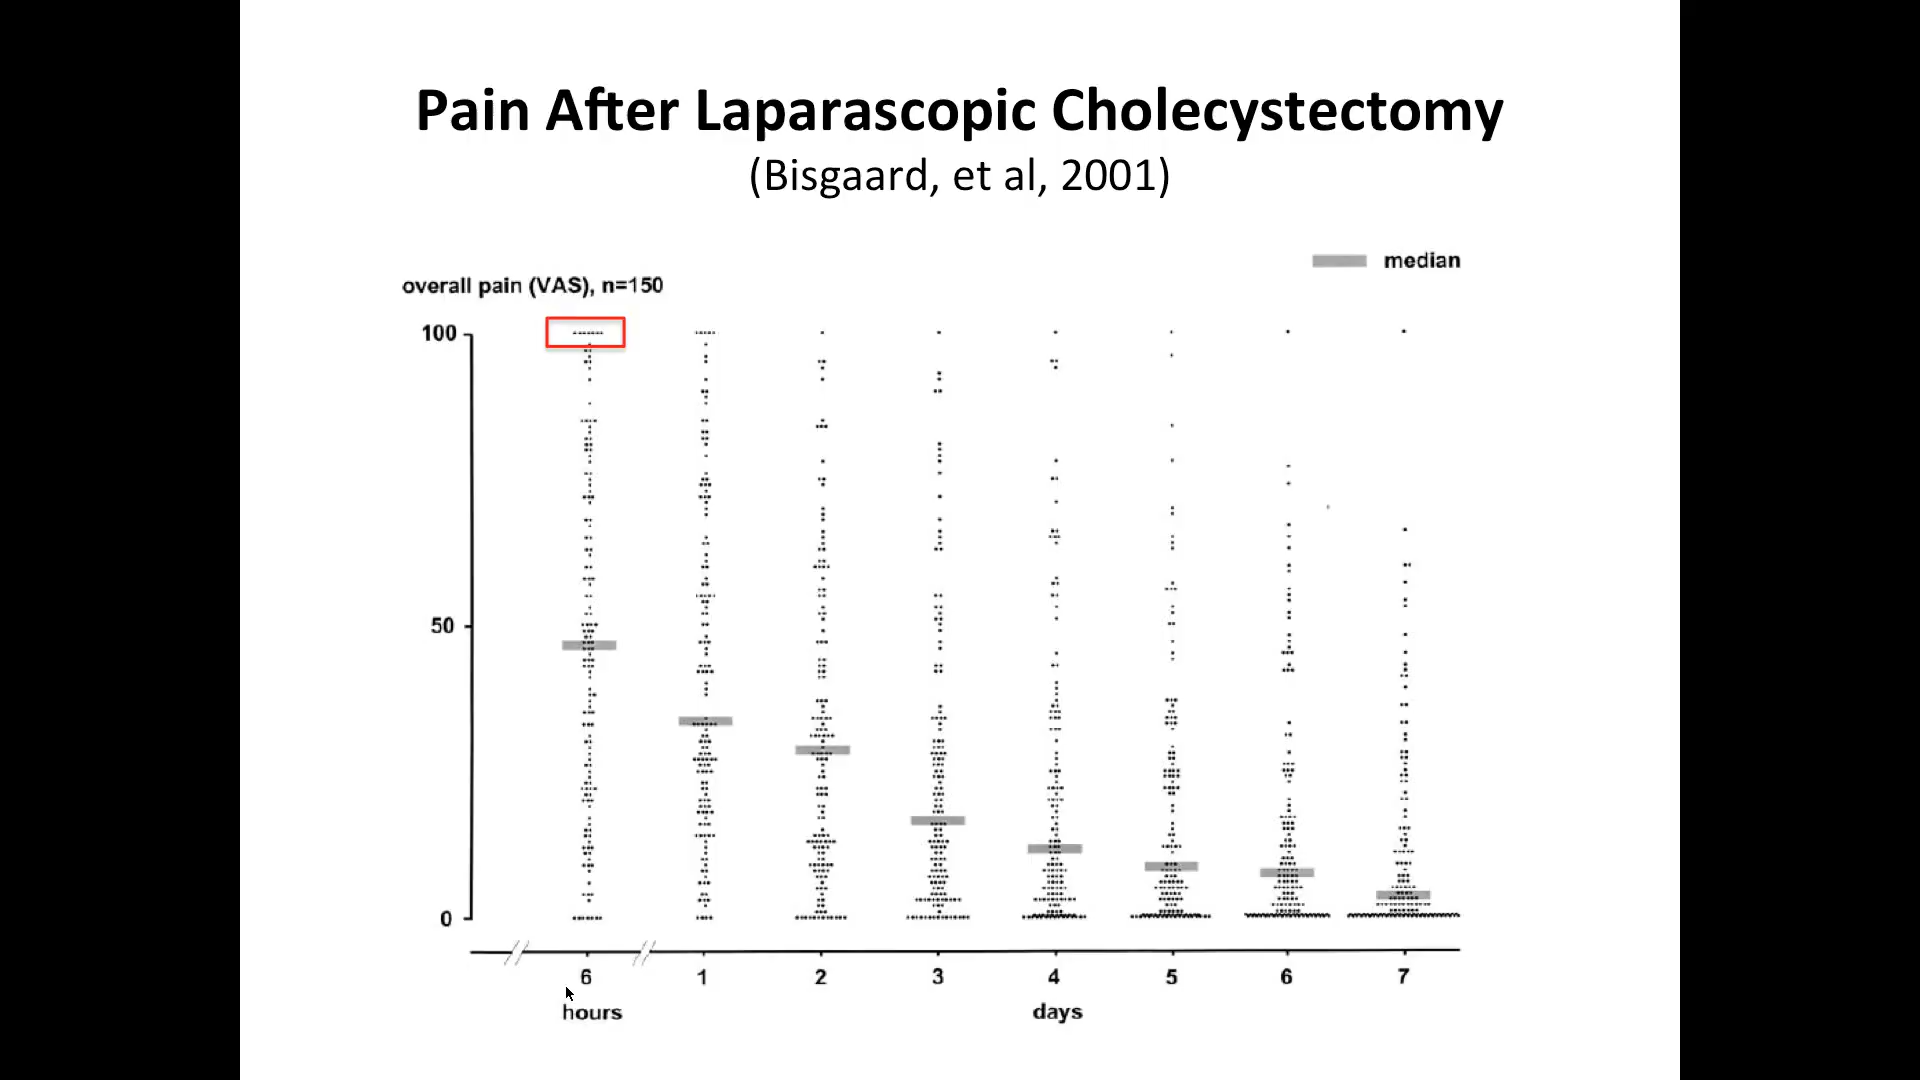 Pain After Laparascopic Cholecystectomy
(Bisgaard, et al, 2001)
median
overall pain (VAS), n=150
100
50
0
6 1 2 3 4 5 6 7
hours days